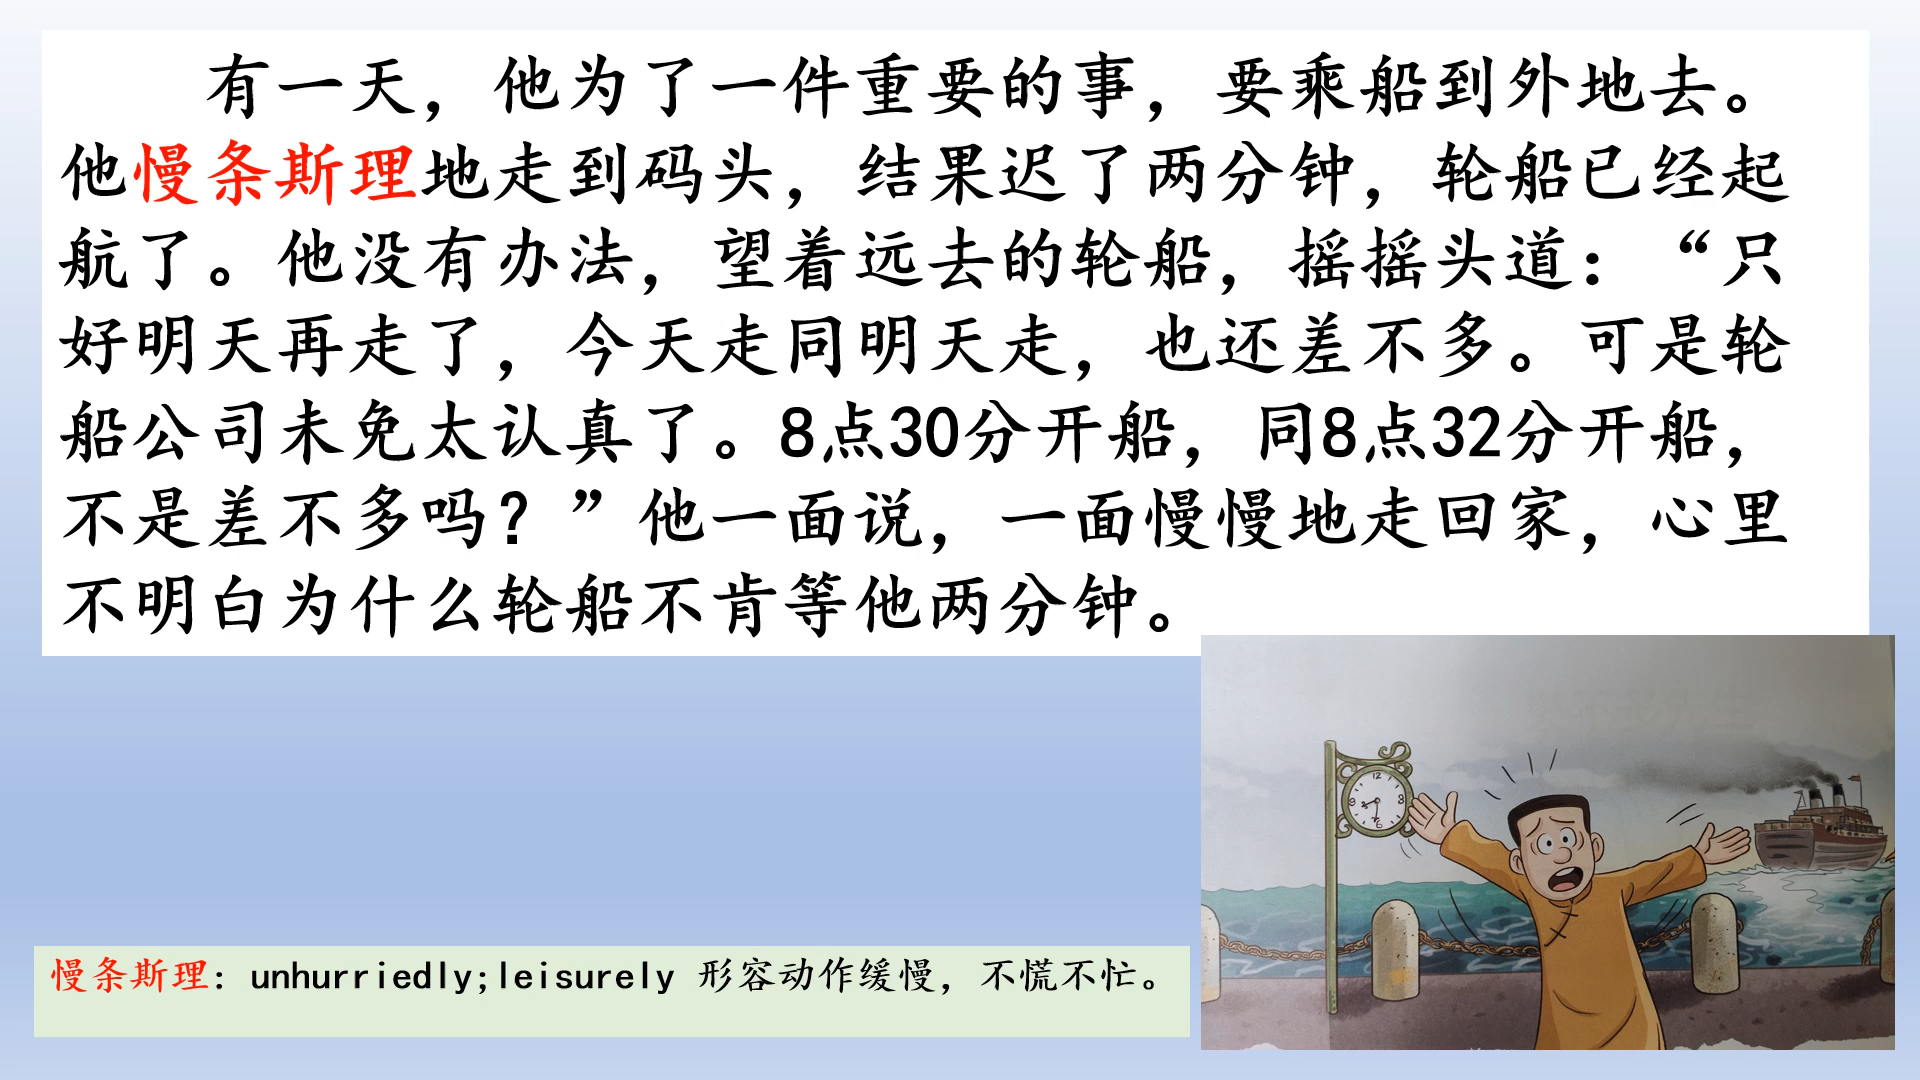 有一天，他为了一件重要的事，要乘船到外地去。
他慢条斯理地走到码头，结果迟了两分钟，轮船已经起
航了。他没有办法，望着远去的轮船，摇摇头道：“只
好明天再走了，今天走同明天走，也还差不多。可是轮
船公司未免太认真了。8点30分开船，同8点32分开船，
不是差不多吗？”他一面说，一面慢慢地走回家，心里
不明白为什么轮船不肯等他两分钟。
12
慢条斯理：unhurriedly;leisurely 形容动作缓慢，不慌不忙。